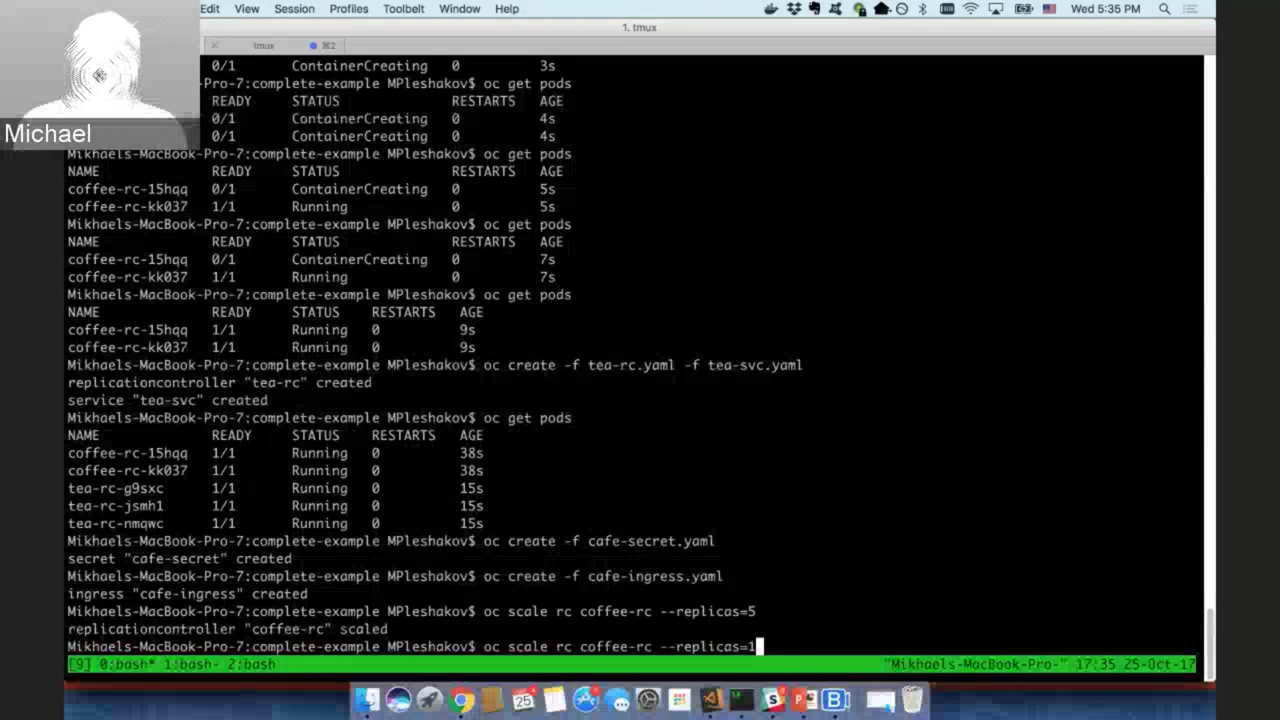 Edit View Session Profiles Toolbelt Window Help Wed 5:35 PM
1. tmux
tmux ⌘2
Michael
0/1 ContainerCreating 0 3s
-Pro-7:complete-example MPleshakov$ oc get pods
READY STATUS RESTARTS AGE
0/1 ContainerCreating 0 4s
0/1 ContainerCreating 0 4s
Mikhaels-MacBook-Pro-7:complete-example MPleshakov$ oc get pods
NAME READY STATUS RESTARTS AGE
coffee-rc-15hqq 0/1 ContainerCreating 0 5s
coffee-rc-kk037 1/1 Running 0 5s
Mikhaels-MacBook-Pro-7:complete-example MPleshakov$ oc get pods
NAME READY STATUS RESTARTS AGE
coffee-rc-15hqq 0/1 ContainerCreating 0 7s
coffee-rc-kk037 1/1 Running 0 7s
Mikhaels-MacBook-Pro-7:complete-example MPleshakov$ oc get pods
NAME READY STATUS RESTARTS AGE
coffee-rc-15hqq 1/1 Running 0 9s
coffee-rc-kk037 1/1 Running 0 9s
Mikhaels-MacBook-Pro-7:complete-example MPleshakov$ oc create -f tea-rc.yaml -f tea-svc.yaml
replicationcontroller "tea-rc" created
service "tea-svc" created
Mikhaels-MacBook-Pro-7:complete-example MPleshakov$ oc get pods
NAME READY STATUS RESTARTS AGE
coffee-rc-15hqq 1/1 Running 0 38s
coffee-rc-kk037 1/1 Running 0 38s
tea-rc-g9sxc 1/1 Running 0 15s
tea-rc-jsmh1 1/1 Running 0 15s
tea-rc-nmqwc 1/1 Running 0 15s
Mikhaels-MacBook-Pro-7:complete-example MPleshakov$ oc create -f cafe-secret.yaml
secret "cafe-secret" created
Mikhaels-MacBook-Pro-7:complete-example MPleshakov$ oc create -f cafe-ingress.yaml
ingress "cafe-ingress" created
Mikhaels-MacBook-Pro-7:complete-example MPleshakov$ oc scale rc coffee-rc --replicas=5
replicationcontroller "coffee-rc" scaled
Mikhaels-MacBook-Pro-7:complete-example MPleshakov$ oc scale rc coffee-rc --replicas=1
[9] 0:bash* 1:bash- 2:bash "Mikhaels-MacBook-Pro-" 17:35 25-Oct-17
25